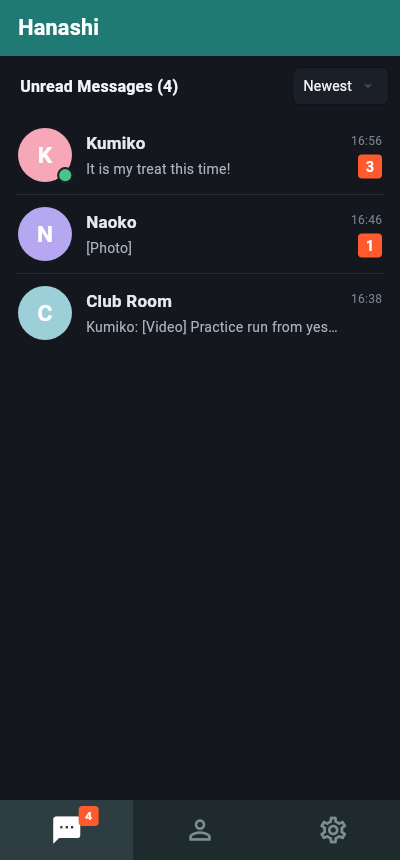 Hanashi
Unread Messages (4)
Newest
K
Kumiko
16:56
It is my treat this time!
3
N
Naoko
16:46
[Photo]
1
C
Club Room
16:38
Kumiko: [Video] Practice run from yes…
4